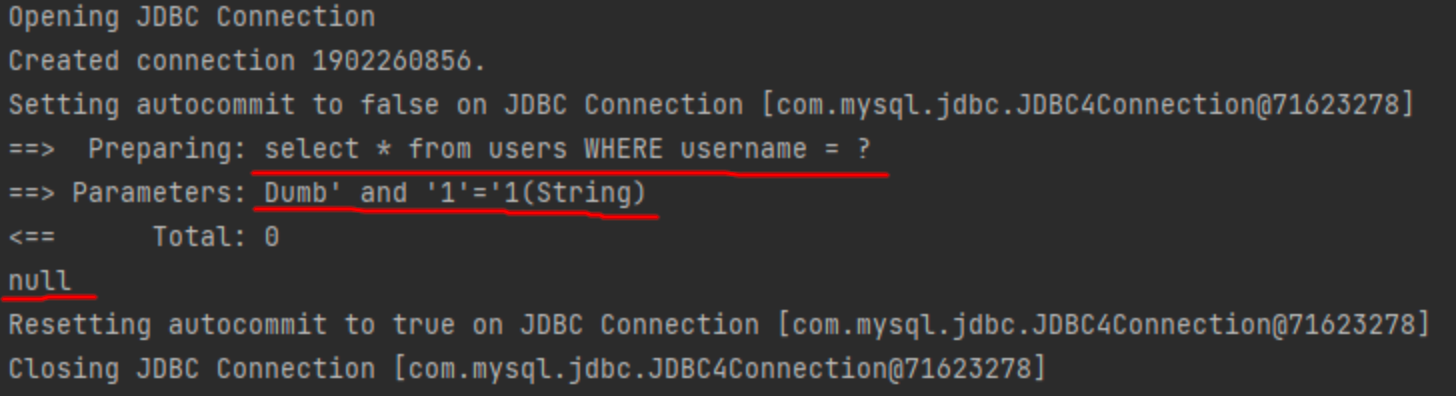 Opening JDBC Connection
Created connection 1902260856.
Setting autocommit to false on JDBC Connection [com.mysql.jdbc.JDBC4Connection@71623278]
==>  Preparing: select * from users WHERE username = ?
==> Parameters: Dumb' and '1'='1(String)
<==      Total: 0
null
Resetting autocommit to true on JDBC Connection [com.mysql.jdbc.JDBC4Connection@71623278]
Closing JDBC Connection [com.mysql.jdbc.JDBC4Connection@71623278]